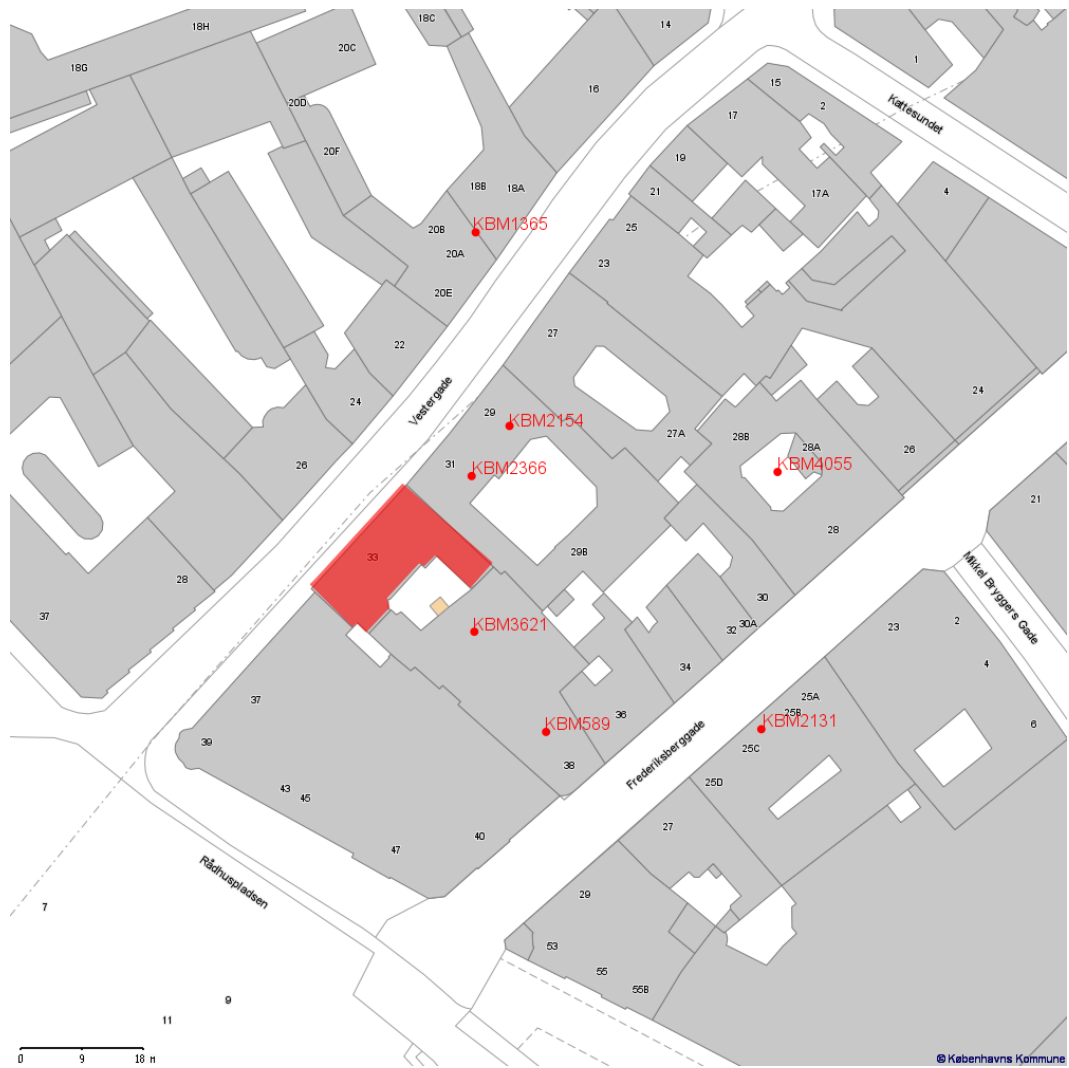 18C
18H
14
20C
1
18G
15
16
2
20D
17
Kattesundet
20F
19
18B
18A
21
17A
4
KBM1365
20B
25
20A
23
20E
27
22
Vestergade
24
24
29
KBM2154
27A
28B
28A
26
31
KBM2366
26
KBM4055
21
28
29B
33
28
Mikkel Bryggers Gade
30
37
30A
32
2
23
KBM3621
4
34
25A
37
36
25B
KBM2131
6
KBM589
39
25C
Frederiksberggade
38
25D
43
45
27
40
47
Rådhuspladsen
29
7
53
55
55B
9
11
0 9 18 M
© Københavns Kommune